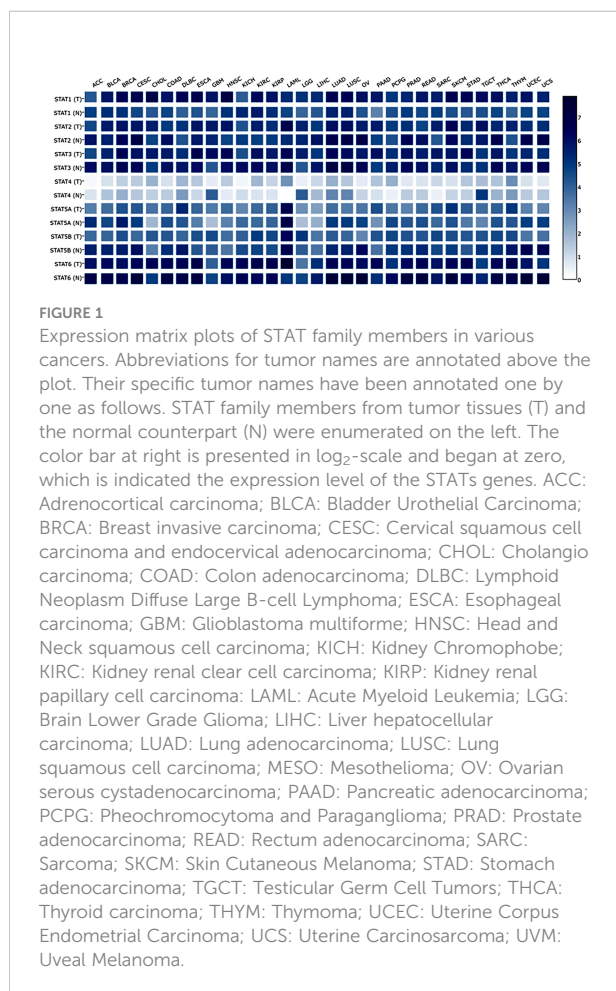 ACC BLCA BRCA CESC CHOL COAD DLBC ESCA GBM HNSC KICH KIRC KIRP LAML LGG LIHC LUAD LUSC OV PAAD PCPG PRAD READ SARC SKCM STAD TGCT THCA THYM UCEC UCS
STAT1 (T)
STAT1 (N)
STAT2 (T)
STAT2 (N)
STAT3 (T)
STAT3 (N)
STAT4 (T)
STAT4 (N)
STAT5A (T)
STAT5A (N)
STAT5B (T)
STAT5B (N)
STAT6 (T)
STAT6 (N)
7
6
5
4
3
2
1
0
FIGURE 1
Expression matrix plots of STAT family members in various
cancers. Abbreviations for tumor names are annotated above the
plot. Their specific tumor names have been annotated one by
one as follows. STAT family members from tumor tissues (T) and
the normal counterpart (N) were enumerated on the left. The
color bar at right is presented in log₂-scale and began at zero,
which is indicated the expression level of the STATs genes. ACC:
Adrenocortical carcinoma; BLCA: Bladder Urothelial Carcinoma;
BRCA: Breast invasive carcinoma; CESC: Cervical squamous cell
carcinoma and endocervical adenocarcinoma; CHOL: Cholangio
carcinoma; COAD: Colon adenocarcinoma; DLBC: Lymphoid
Neoplasm Diffuse Large B-cell Lymphoma; ESCA: Esophageal
carcinoma; GBM: Glioblastoma multiforme; HNSC: Head and
Neck squamous cell carcinoma; KICH: Kidney Chromophobe;
KIRC: Kidney renal clear cell carcinoma; KIRP: Kidney renal
papillary cell carcinoma: LAML: Acute Myeloid Leukemia; LGG:
Brain Lower Grade Glioma; LIHC: Liver hepatocellular
carcinoma; LUAD: Lung adenocarcinoma; LUSC: Lung
squamous cell carcinoma; MESO: Mesothelioma; OV: Ovarian
serous cystadenocarcinoma; PAAD: Pancreatic adenocarcinoma;
PCPG: Pheochromocytoma and Paraganglioma; PRAD: Prostate
adenocarcinoma; READ: Rectum adenocarcinoma; SARC:
Sarcoma; SKCM: Skin Cutaneous Melanoma; STAD: Stomach
adenocarcinoma; TGCT: Testicular Germ Cell Tumors; THCA:
Thyroid carcinoma; THYM: Thymoma; UCEC: Uterine Corpus
Endometrial Carcinoma; UCS: Uterine Carcinosarcoma; UVM:
Uveal Melanoma.